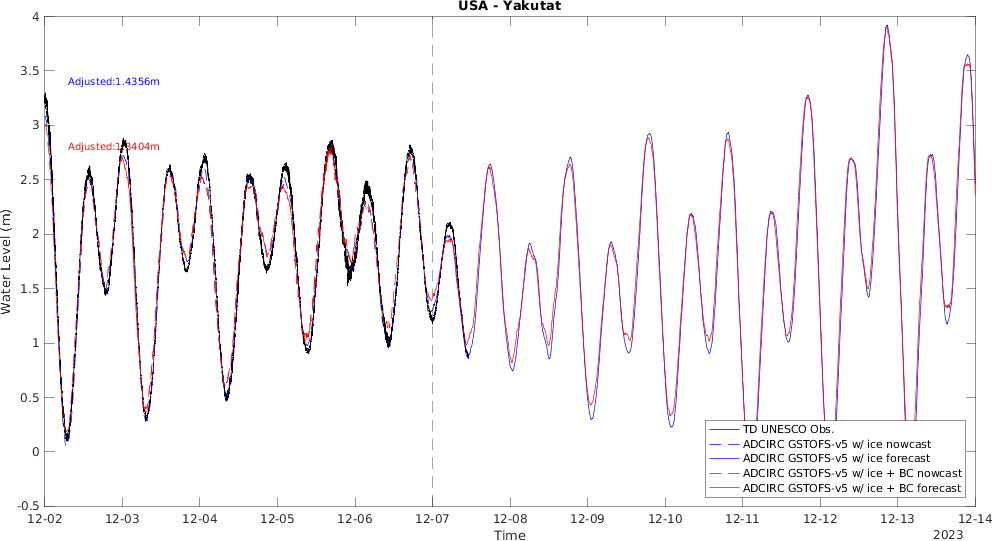 USA - Yakutat
4
3.5
3
2.5
2
1.5
1
0.5
0
-0.5
Water Level (m)
Adjusted:1.4356m
Adjusted:1.3404m
TD UNESCO Obs.
ADCIRC GSTOFS-v5 w/ ice nowcast
ADCIRC GSTOFS-v5 w/ ice forecast
ADCIRC GSTOFS-v5 w/ ice + BC nowcast
ADCIRC GSTOFS-v5 w/ ice + BC forecast
12-02 12-03 12-04 12-05 12-06 12-07 12-08 12-09 12-10 12-11 12-12 12-13 12-14
Time
2023